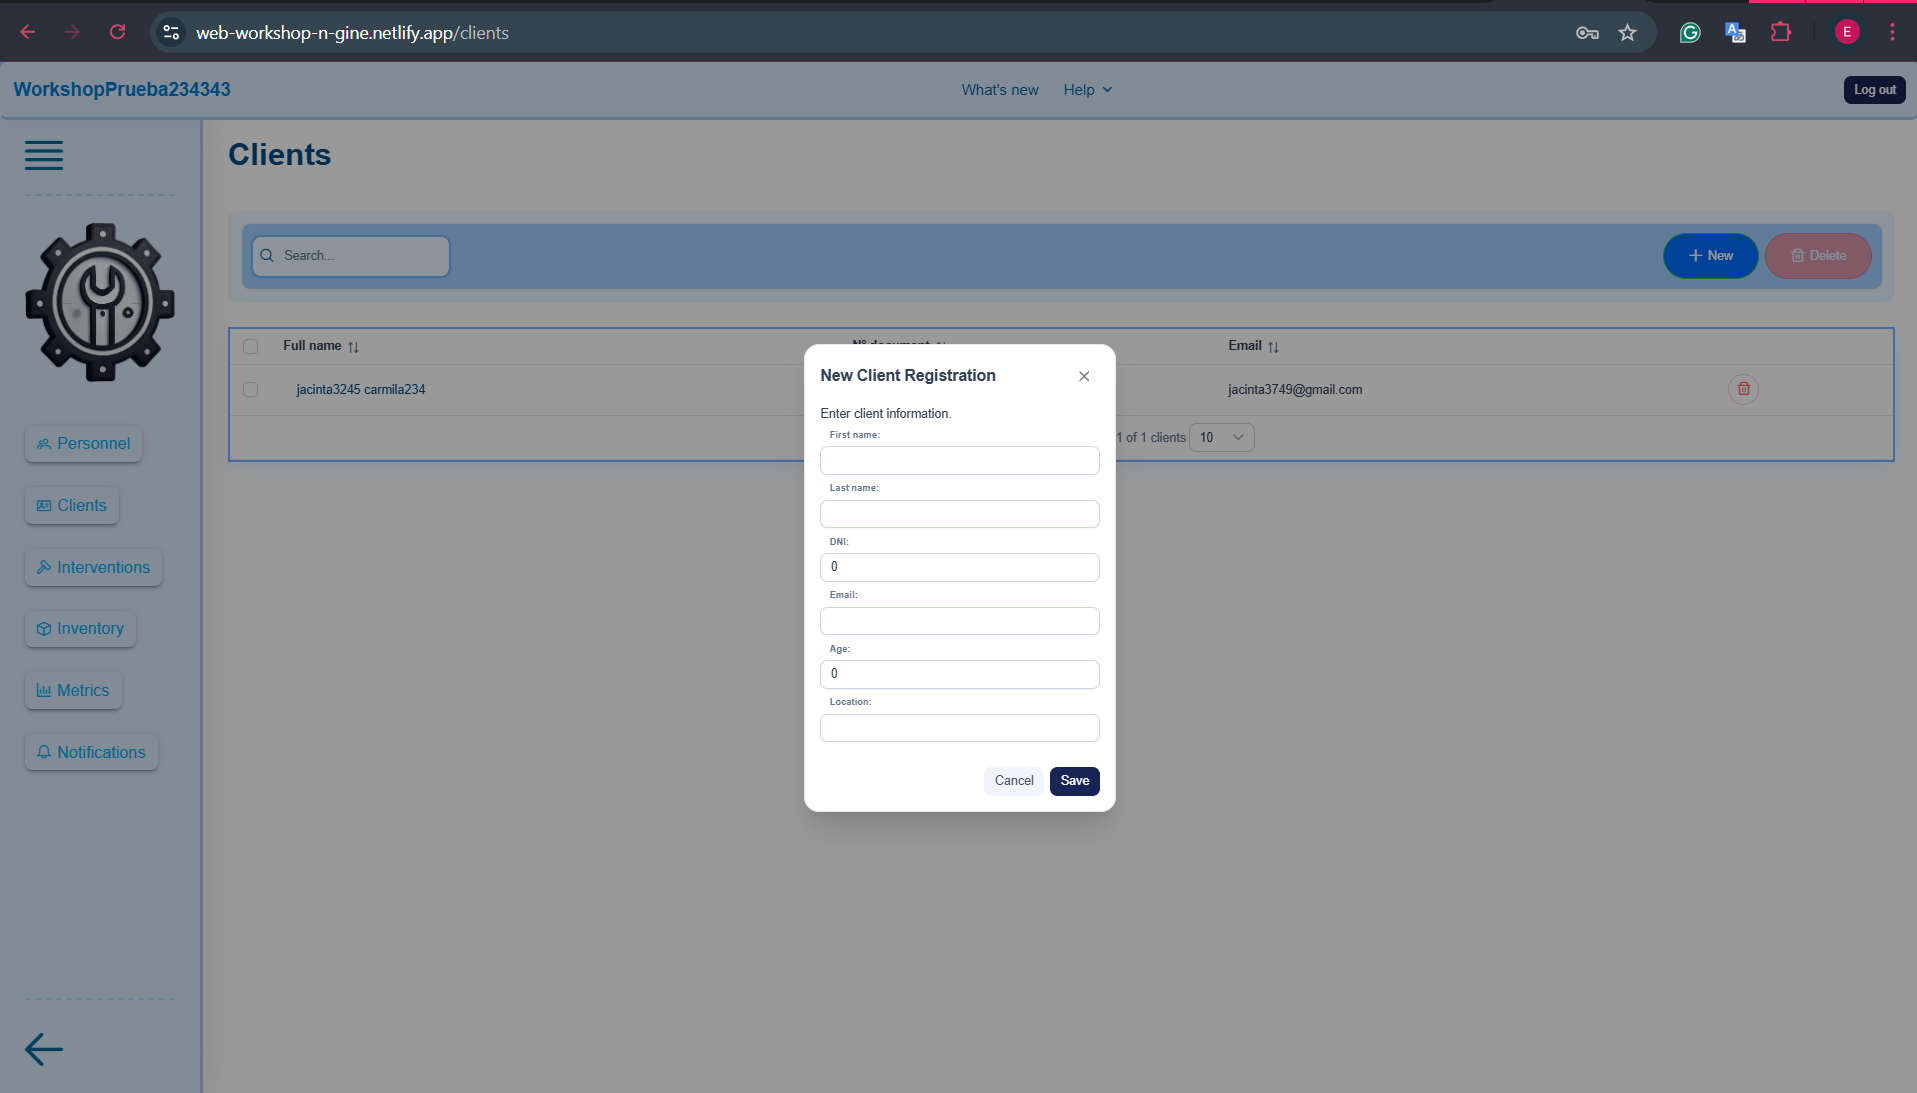 web-workshop-n-gine.netlify.app/clients
E
WorkshopPrueba234343
What's new
Help
Log out
Clients
Search...
New
Delete
Full name
Email
jacinta3245 carmila234
jacinta3749@gmail.com
1 of 1 clients
10
Personnel
Clients
Interventions
Inventory
Metrics
Notifications
New Client Registration
Enter client information.
First name:
Last name:
DNI:
0
Email:
Age:
0
Location:
Cancel
Save